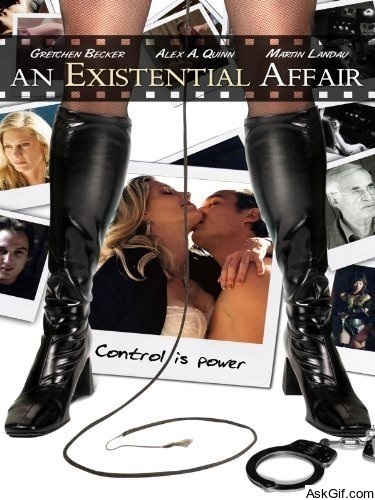 GRETCHEN BECKER ALEX A. QUINN MARTIN LANDAU
AN EXISTENTIAL AFFAIR
Control is power
AskGif.com